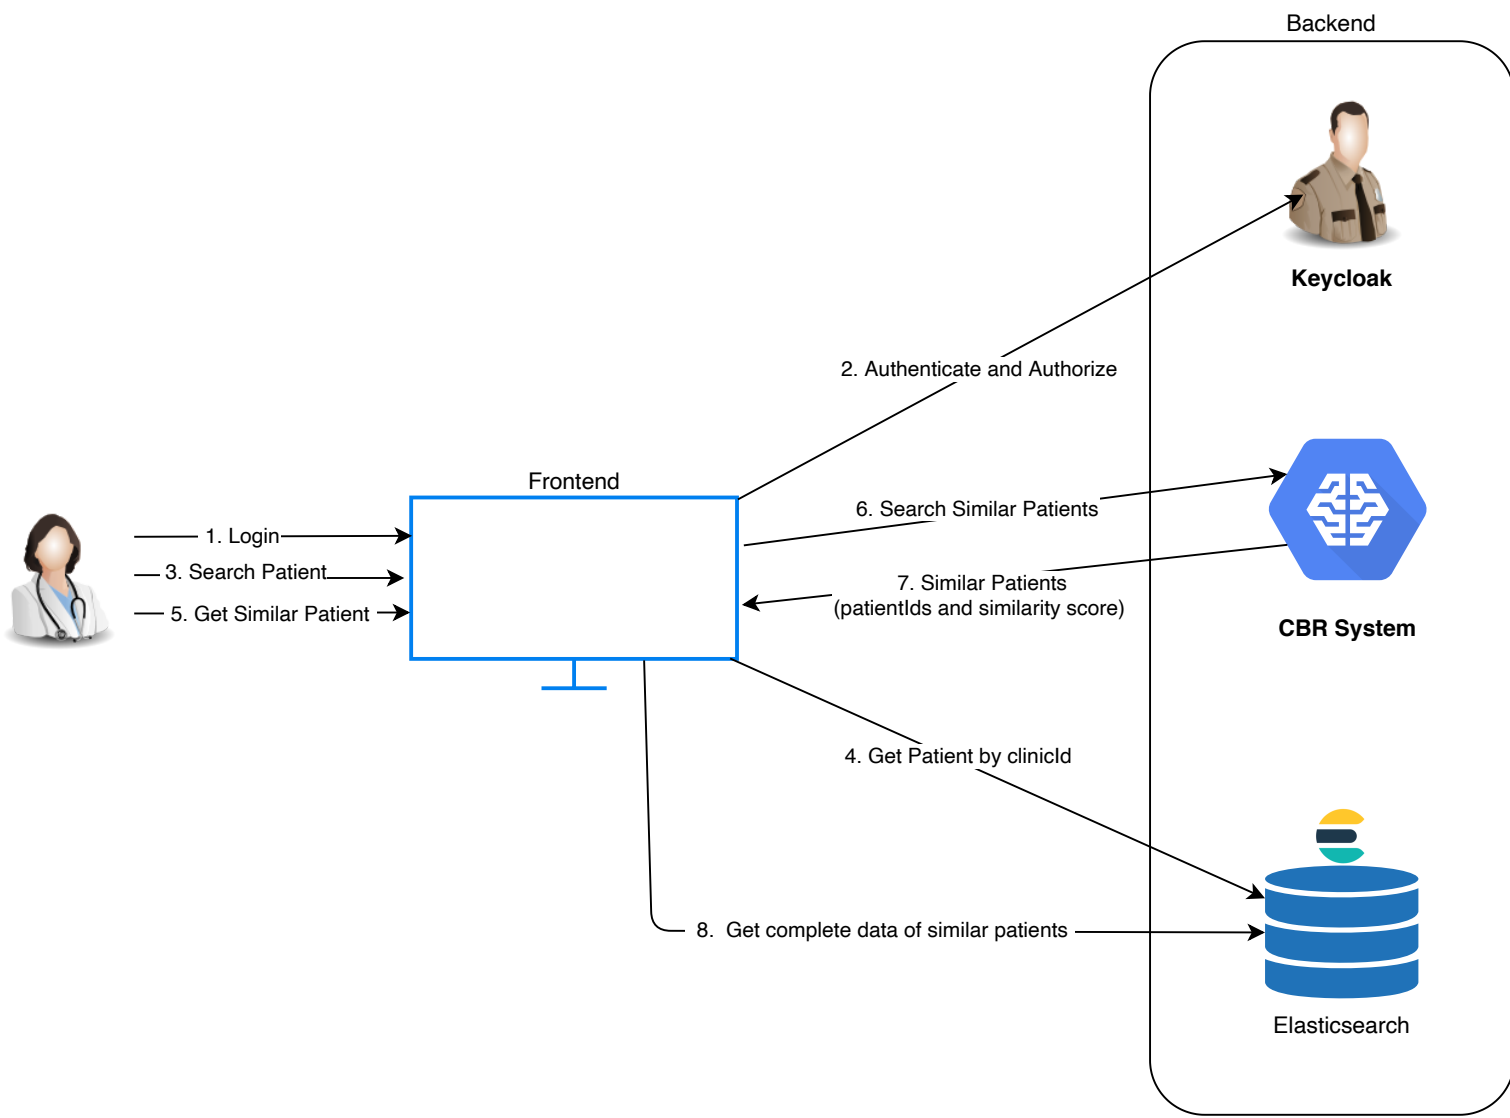 Backend
Keycloak
2. Authenticate and Authorize
Frontend
6. Search Similar Patients
1. Login
3. Search Patient
5. Get Similar Patient
7. Similar Patients
(patientIds and similarity score)
CBR System
4. Get Patient by clinicId
8.  Get complete data of similar patients
Elasticsearch